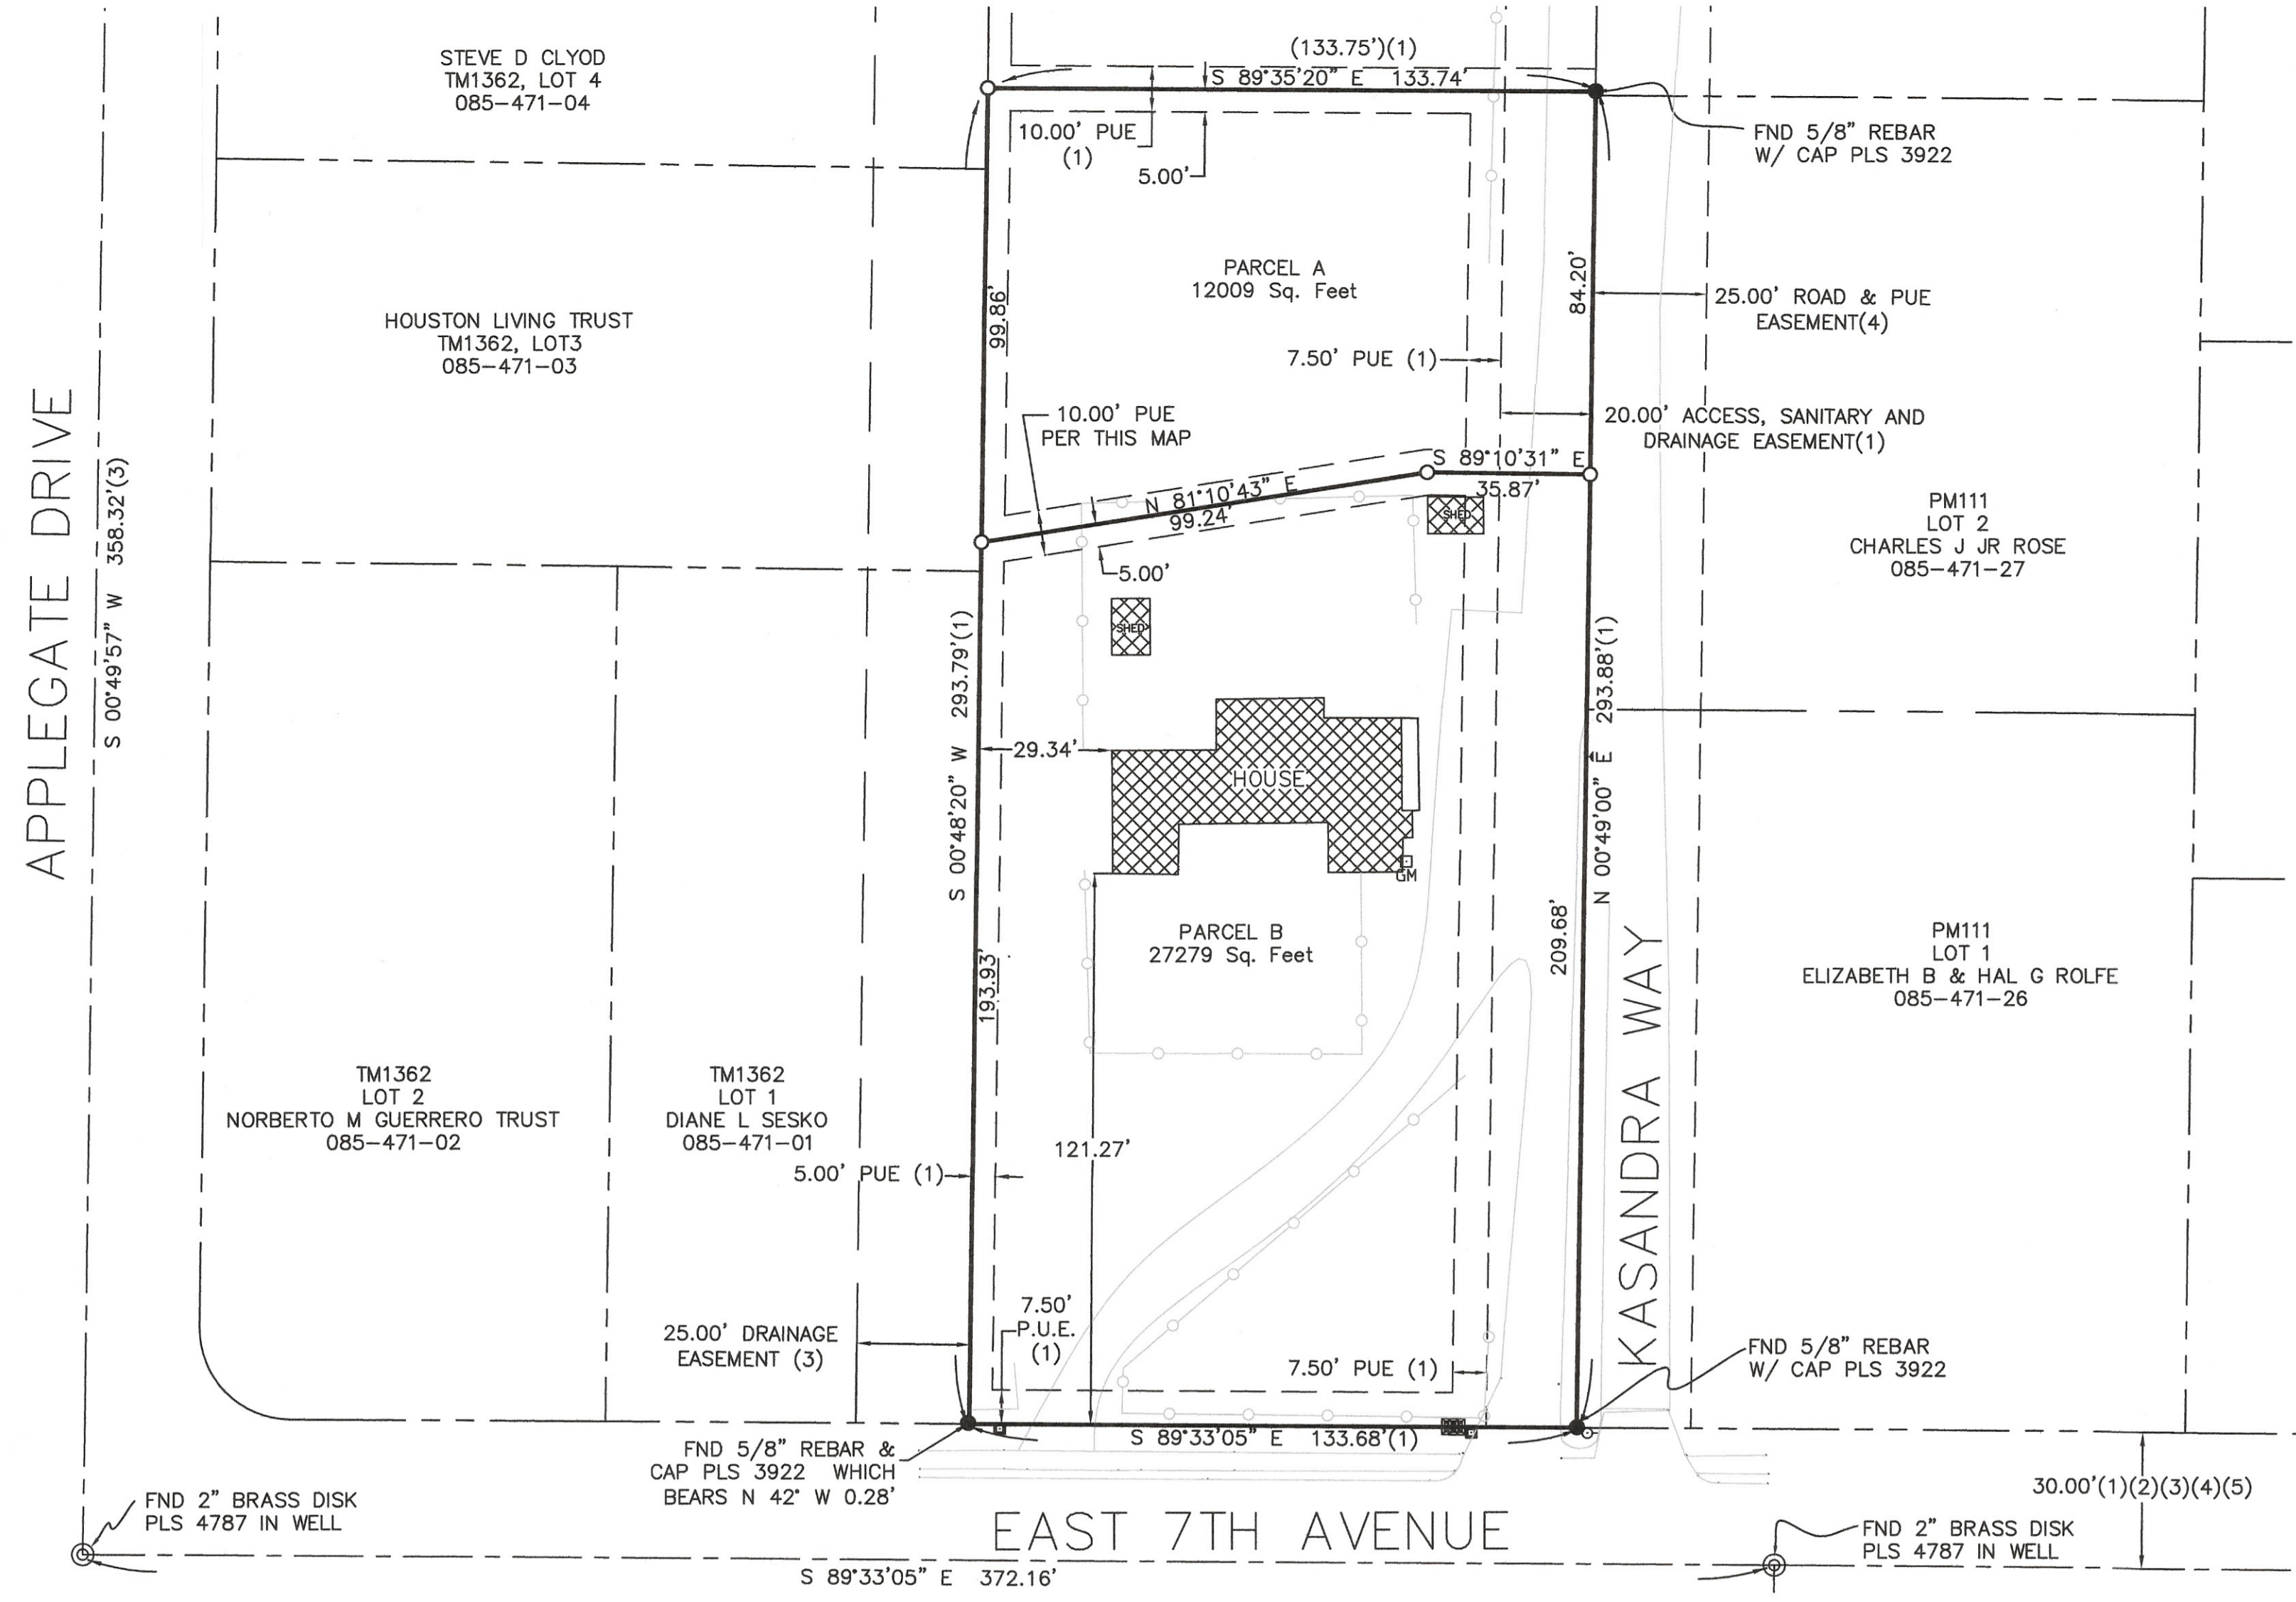 STEVE D CLYOD
TM1362, LOT 4
085-471-04
(133.75')(1)
S 89°35'20" E 133.74'
10.00' PUE
(1)
5.00'
FND 5/8" REBAR
W/ CAP PLS 3922
PARCEL A
12009 Sq. Feet
99.86'
84.20'
25.00' ROAD & PUE
EASEMENT(4)
HOUSTON LIVING TRUST
TM1362, LOT3
085-471-03
7.50' PUE (1)
10.00' PUE
PER THIS MAP
20.00' ACCESS, SANITARY AND
DRAINAGE EASEMENT(1)
S 89°10'31" E
35.87'
N 81°10'43" E
99.24'
SHED
5.00'
SHED
APPLEGATE DRIVE
S 00°49'57" W 358.32'(3)
PM111
LOT 2
CHARLES J JR ROSE
085-471-27
S 00°48'20" W 293.79'(1)
29.34'
HOUSE
GM
N 00°49'00" E 293.88'(1)
E
PARCEL B
27279 Sq. Feet
193.93'
209.68'
KASANDRA WAY
PM111
LOT 1
ELIZABETH B & HAL G ROLFE
085-471-26
TM1362
LOT 2
NORBERTO M GUERRERO TRUST
085-471-02
TM1362
LOT 1
DIANE L SESKO
085-471-01
121.27'
5.00' PUE (1)
7.50'
P.U.E.
(1)
25.00' DRAINAGE
EASEMENT (3)
7.50' PUE (1)
FND 5/8" REBAR
W/ CAP PLS 3922
S 89°33'05" E 133.68'(1)
FND 5/8" REBAR &
CAP PLS 3922 WHICH
BEARS N 42° W 0.28'
FND 2" BRASS DISK
PLS 4787 IN WELL
EAST 7TH AVENUE
S 89°33'05" E 372.16'
30.00'(1)(2)(3)(4)(5)
FND 2" BRASS DISK
PLS 4787 IN WELL